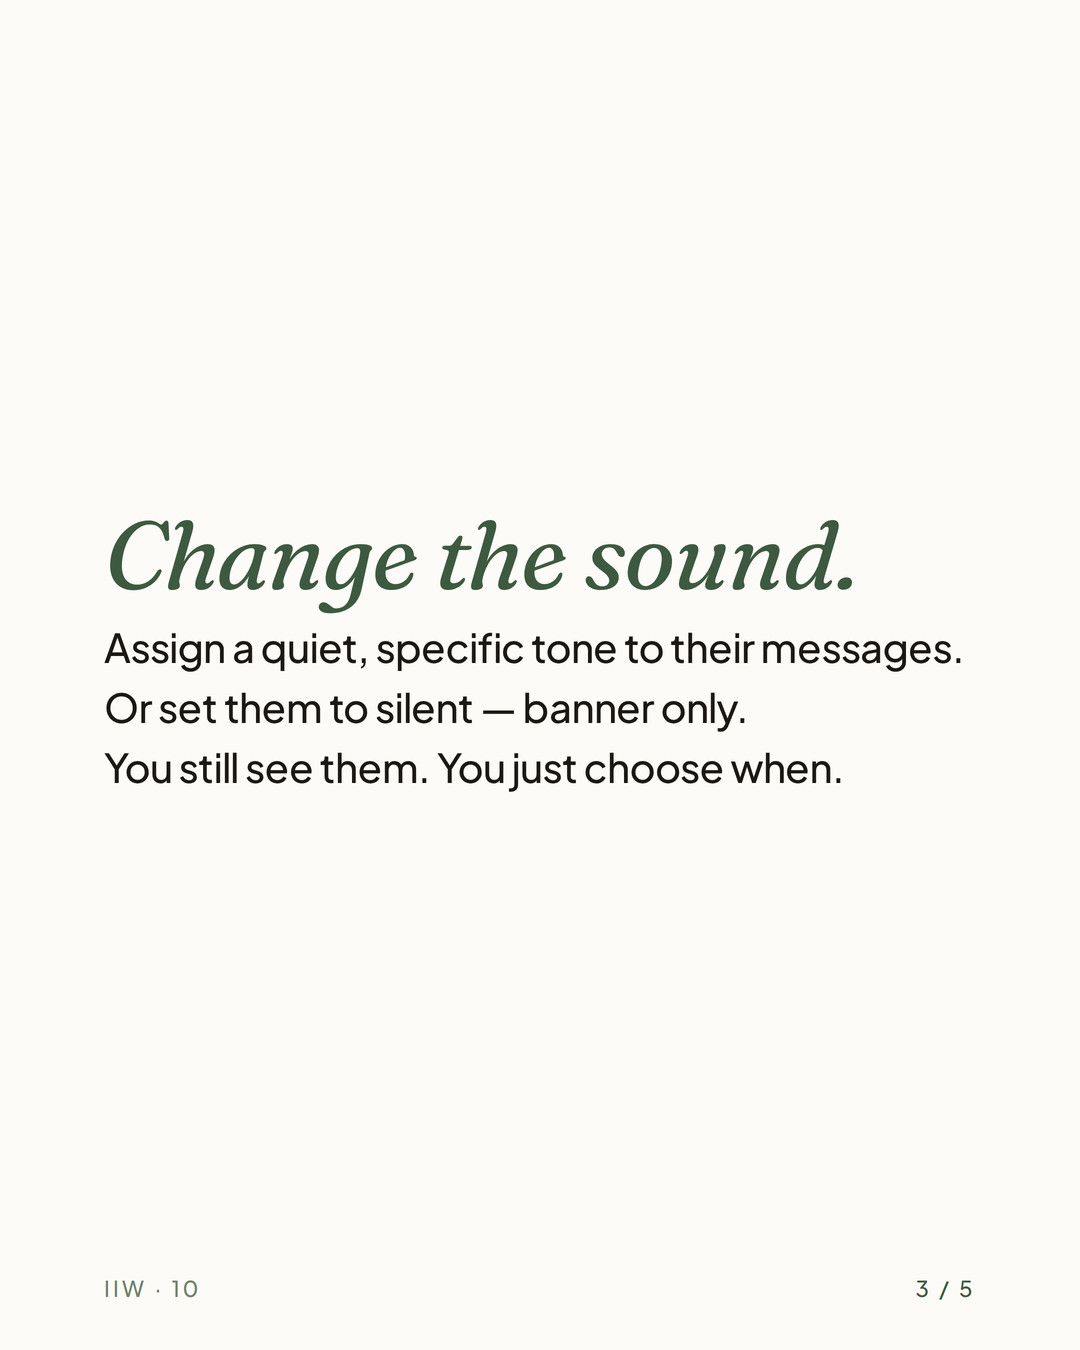 Change the sound.
Assign a quiet, specific tone to their messages.
Or set them to silent — banner only.
You still see them. You just choose when.
IIW · 10
3 / 5